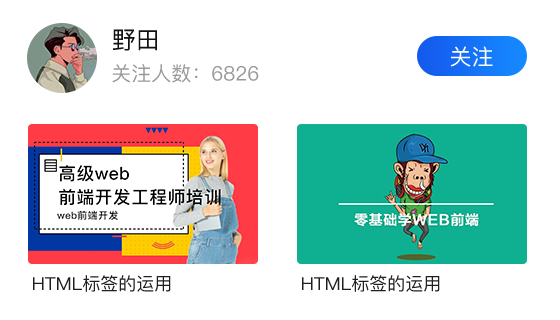 野田
关注人数：6826
关注
高级web
前端开发工程师培训
web前端开发
零基础学WEB前端
HTML标签的运用
HTML标签的运用